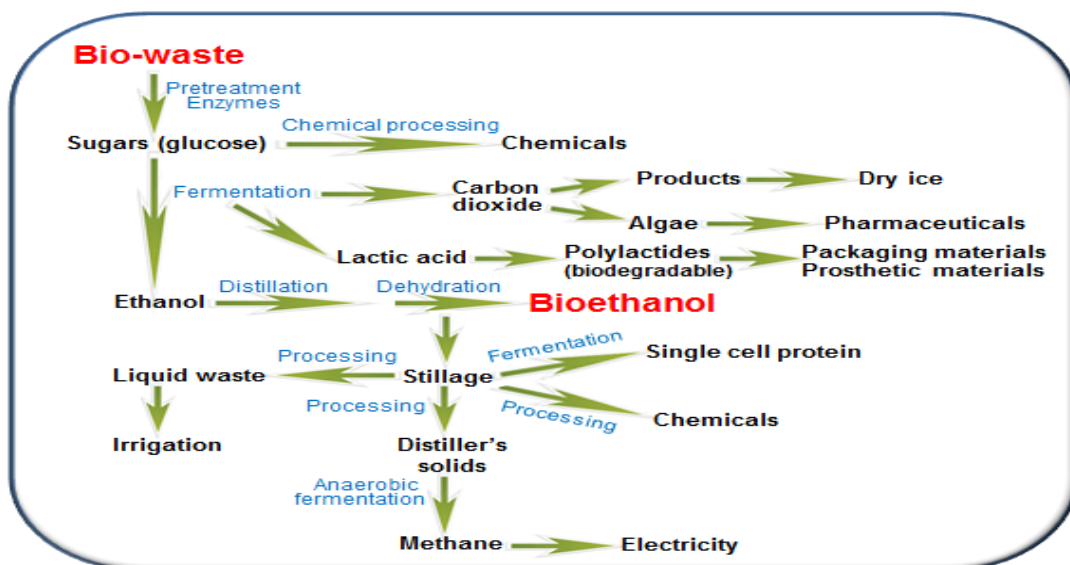 Bio-waste
Pretreatment
Enzymes
Sugars (glucose)
Chemical processing
Chemicals
Fermentation
Carbon
dioxide
Products
Dry ice
Algae
Pharmaceuticals
Lactic acid
Polylactides
(biodegradable)
Packaging materials
Prosthetic materials
Ethanol
Distillation
Dehydration
Bioethanol
Processing
Liquid waste
Stillage
Fermentation
Single cell protein
Processing
Processing
Chemicals
Irrigation
Distiller's
solids
Anaerobic
fermentation
Methane
Electricity